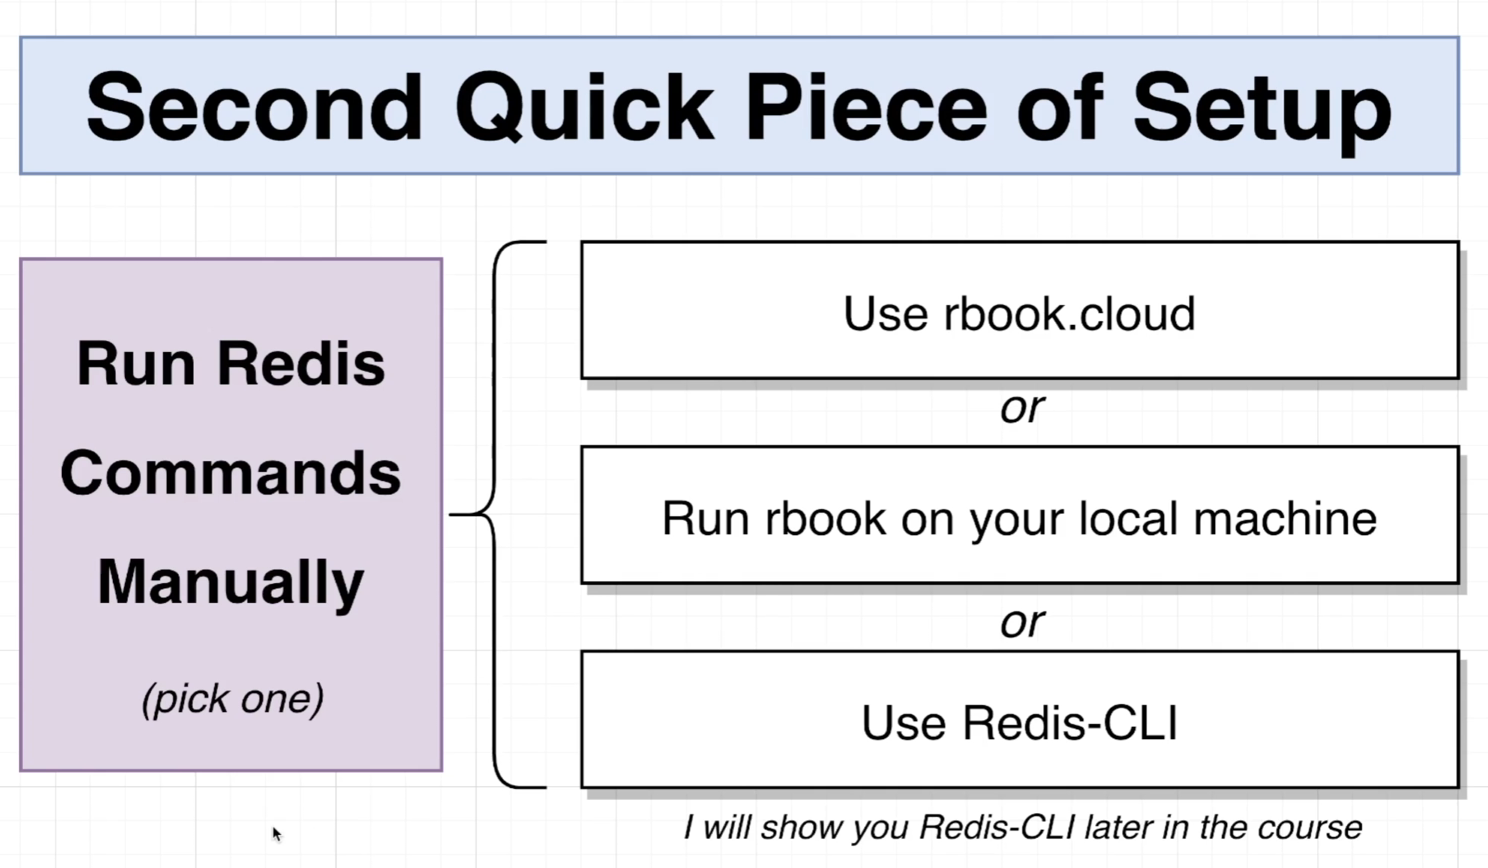 Second Quick Piece of Setup
Run Redis
Commands
Manually
(pick one)
Use rbook.cloud
or
Run rbook on your local machine
or
Use Redis-CLI
I will show you Redis-CLI later in the course